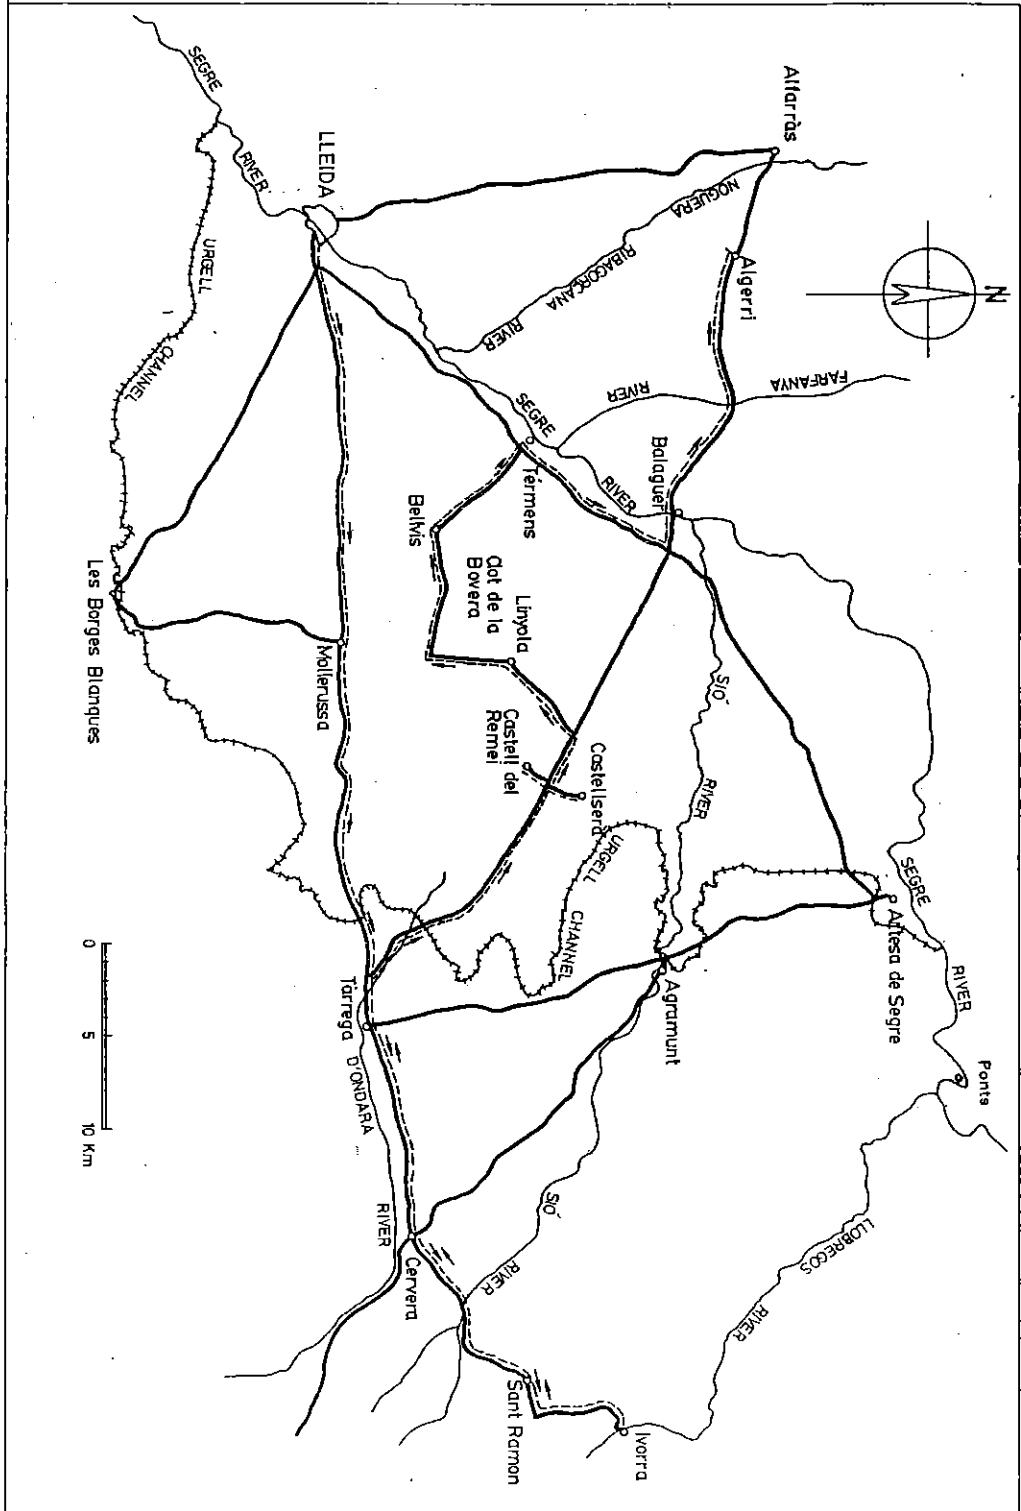 Alfarràs
SEGRE
RIVER
LLEIDA
NOGUERA
RIBAGORÇANA
RIVER
Algerri
N
URGELL
CHANNEL
FARFANYA
RIVER
SEGRE
RIVER
Balaguer
Térmens
Bellvis
Clot de la
Bovera
Linyola
Les Borges Blanques
Mollerussa
Castell del
Remei
Castellserà
SIÓ
RIVER
URGELL
CHANNEL
SEGRE
RIVER
Artesa de Segre
Agramunt
Ponts
Tàrrega
D'ONDARA
RIVER
0
5
10 Km
Cervera
SIÓ
RIVER
LLOBREGOS
RIVER
Sant Ramon
Ivorra